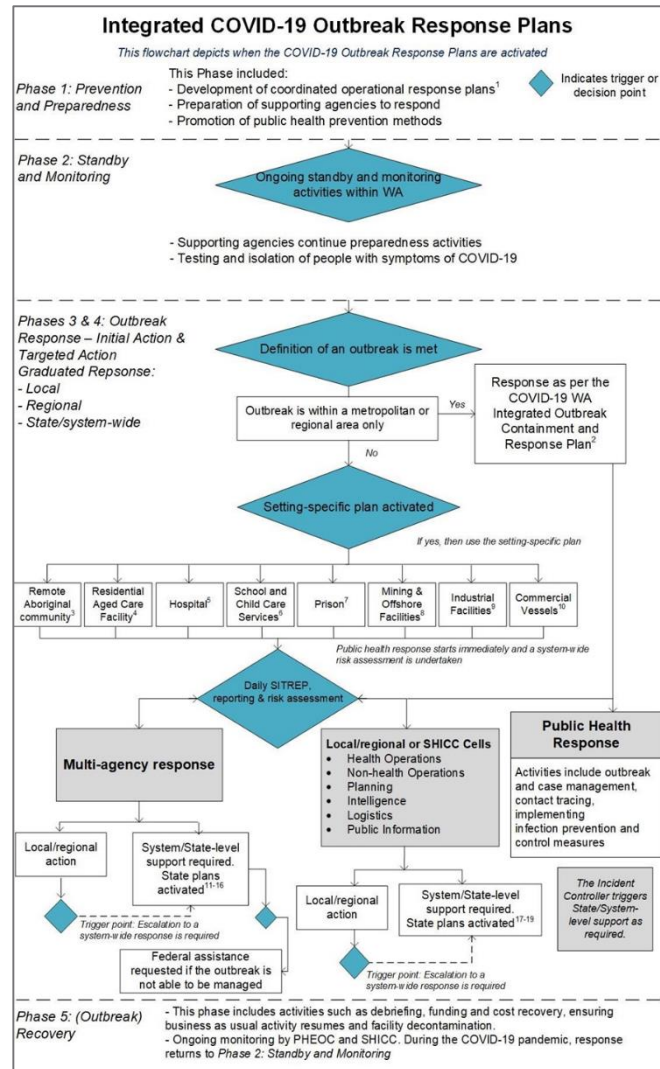 Integrated COVID-19 Outbreak Response Plans
This flowchart depicts when the COVID-19 Outbreak Response Plans are activated
Phase 1: Prevention
and Preparedness
This Phase included:
- Development of coordinated operational response plans1
- Preparation of supporting agencies to respond
- Promotion of public health prevention methods
Indicates trigger or
decision point
Phase 2: Standby
and Monitoring
Ongoing standby and monitoring
activities within WA
- Supporting agencies continue preparedness activities
- Testing and isolation of people with symptoms of COVID-19
Phases 3 & 4: Outbreak
Response – Initial Action &
Targeted Action
Graduated Repsonse:
- Local
- Regional
- State/system-wide
Definition of an outbreak is met
Outbreak is within a metropolitan or
regional area only
Yes
Response as per the
COVID-19 WA
Integrated Outbreak
Containment and
Response Plan2
No
Setting-specific plan activated
If yes, then use the setting-specific plan
Remote
Aboriginal
community3
Residential
Aged Care
Facility4
Hospital5
School and
Child Care
Services6
Prison7
Mining &
Offshore
Facilities8
Industrial
Facilities9
Commercial
Vessels10
Public health response starts immediately and a system-wide
risk assessment is undertaken
Daily SITREP,
reporting & risk assessment
Multi-agency response
Local/regional or SHICC Cells
• Health Operations
• Non-health Operations
• Planning
• Intelligence
• Logistics
• Public Information
Public Health
Response
Activities include outbreak
and case management,
contact tracing,
implementing
infection prevention and
control measures
Local/regional
action
System/State-level
support required.
State plans
activated11-16
Trigger point: Escalation to a
system-wide response is required
Federal assistance
requested if the outbreak is
not able to be managed
Local/regional
action
System/State-level
support required.
State plans activated17-19
Trigger point: Escalation to a
system-wide response is required
The Incident
Controller triggers
State/System-
level support as
required.
Phase 5: (Outbreak)
Recovery
- This phase includes activities such as debriefing, funding and cost recovery, ensuring
business as usual activity resumes and facility decontamination.
- Ongoing monitoring by PHEOC and SHICC. During the COVID-19 pandemic, response
returns to Phase 2: Standby and Monitoring